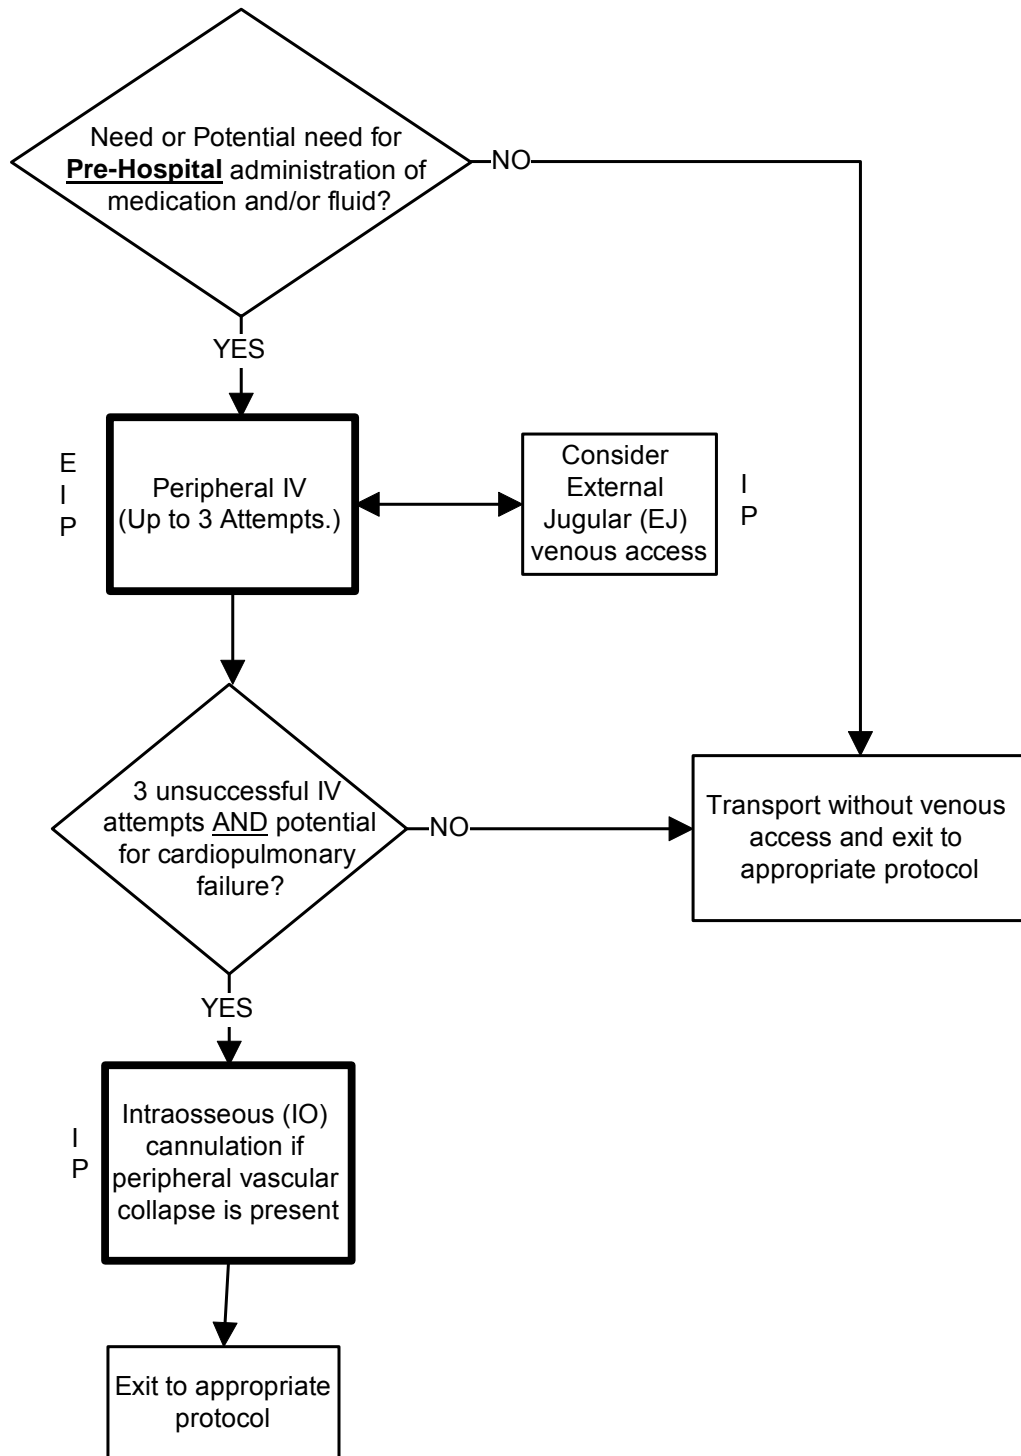 Need or Potential need for
Pre-Hospital administration of
medication and/or fluid?
NO
YES
E
I
P
Peripheral IV
(Up to 3 Attempts.)
Consider
External
Jugular (EJ)
venous access
I
P
3 unsuccessful IV
attempts AND potential
for cardiopulmonary
failure?
NO
Transport without venous
access and exit to
appropriate protocol
YES
I
P
Intraosseous (IO)
cannulation if
peripheral vascular
collapse is present
Exit to appropriate
protocol